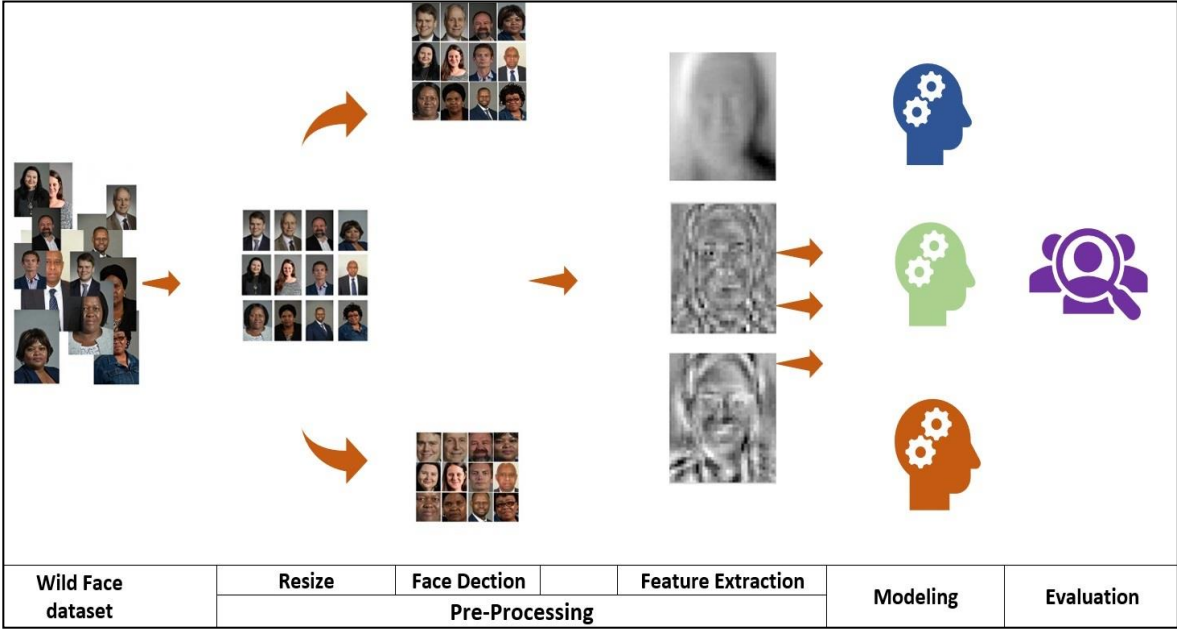 Wild Face
dataset
Resize
Face Dection
Feature Extraction
Pre-Processing
Modeling
Evaluation